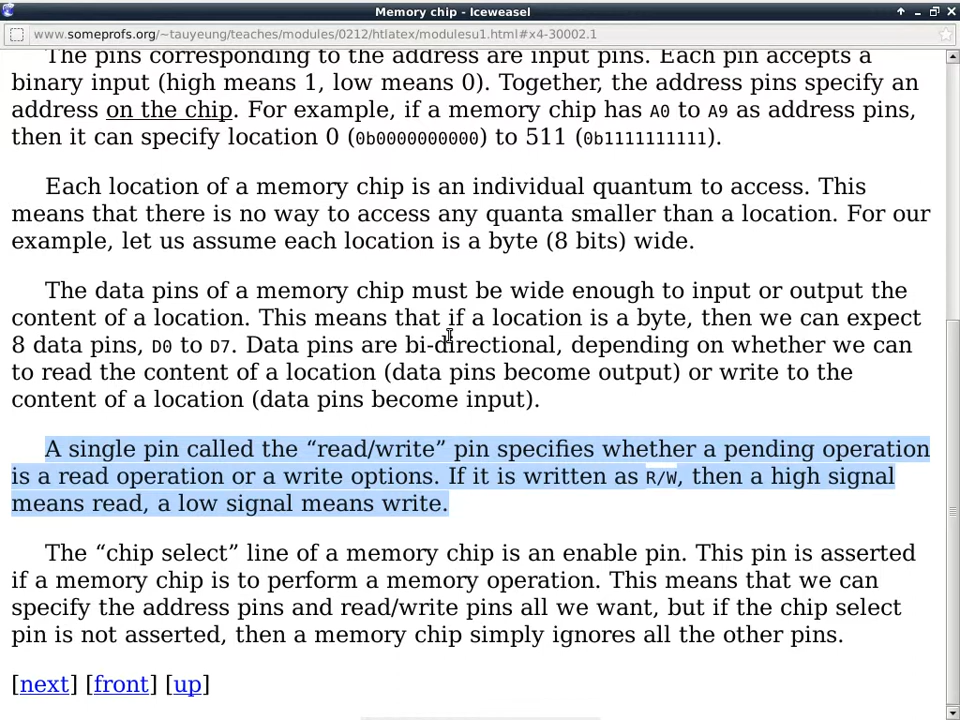 Memory chip - Iceweasel
www.someprofs.org/~tauyeung/teaches/modules/0212/htlatex/modulesu1.html#x4-30002.1
The pins corresponding to the address are input pins. Each pin accepts a
binary input (high means 1, low means 0). Together, the address pins specify an
address on the chip. For example, if a memory chip has A0 to A9 as address pins,
then it can specify location 0 (0b0000000000) to 511 (0b1111111111).
Each location of a memory chip is an individual quantum to access. This
means that there is no way to access any quanta smaller than a location. For our
example, let us assume each location is a byte (8 bits) wide.
The data pins of a memory chip must be wide enough to input or output the
content of a location. This means that if a location is a byte, then we can expect
8 data pins, D0 to D7. Data pins are bi-directional, depending on whether we can
to read the content of a location (data pins become output) or write to the
content of a location (data pins become input).
A single pin called the “read/write” pin specifies whether a pending operation
is a read operation or a write options. If it is written as R/W, then a high signal
means read, a low signal means write.
The “chip select” line of a memory chip is an enable pin. This pin is asserted
if a memory chip is to perform a memory operation. This means that we can
specify the address pins and read/write pins all we want, but if the chip select
pin is not asserted, then a memory chip simply ignores all the other pins.
[next] [front] [up]